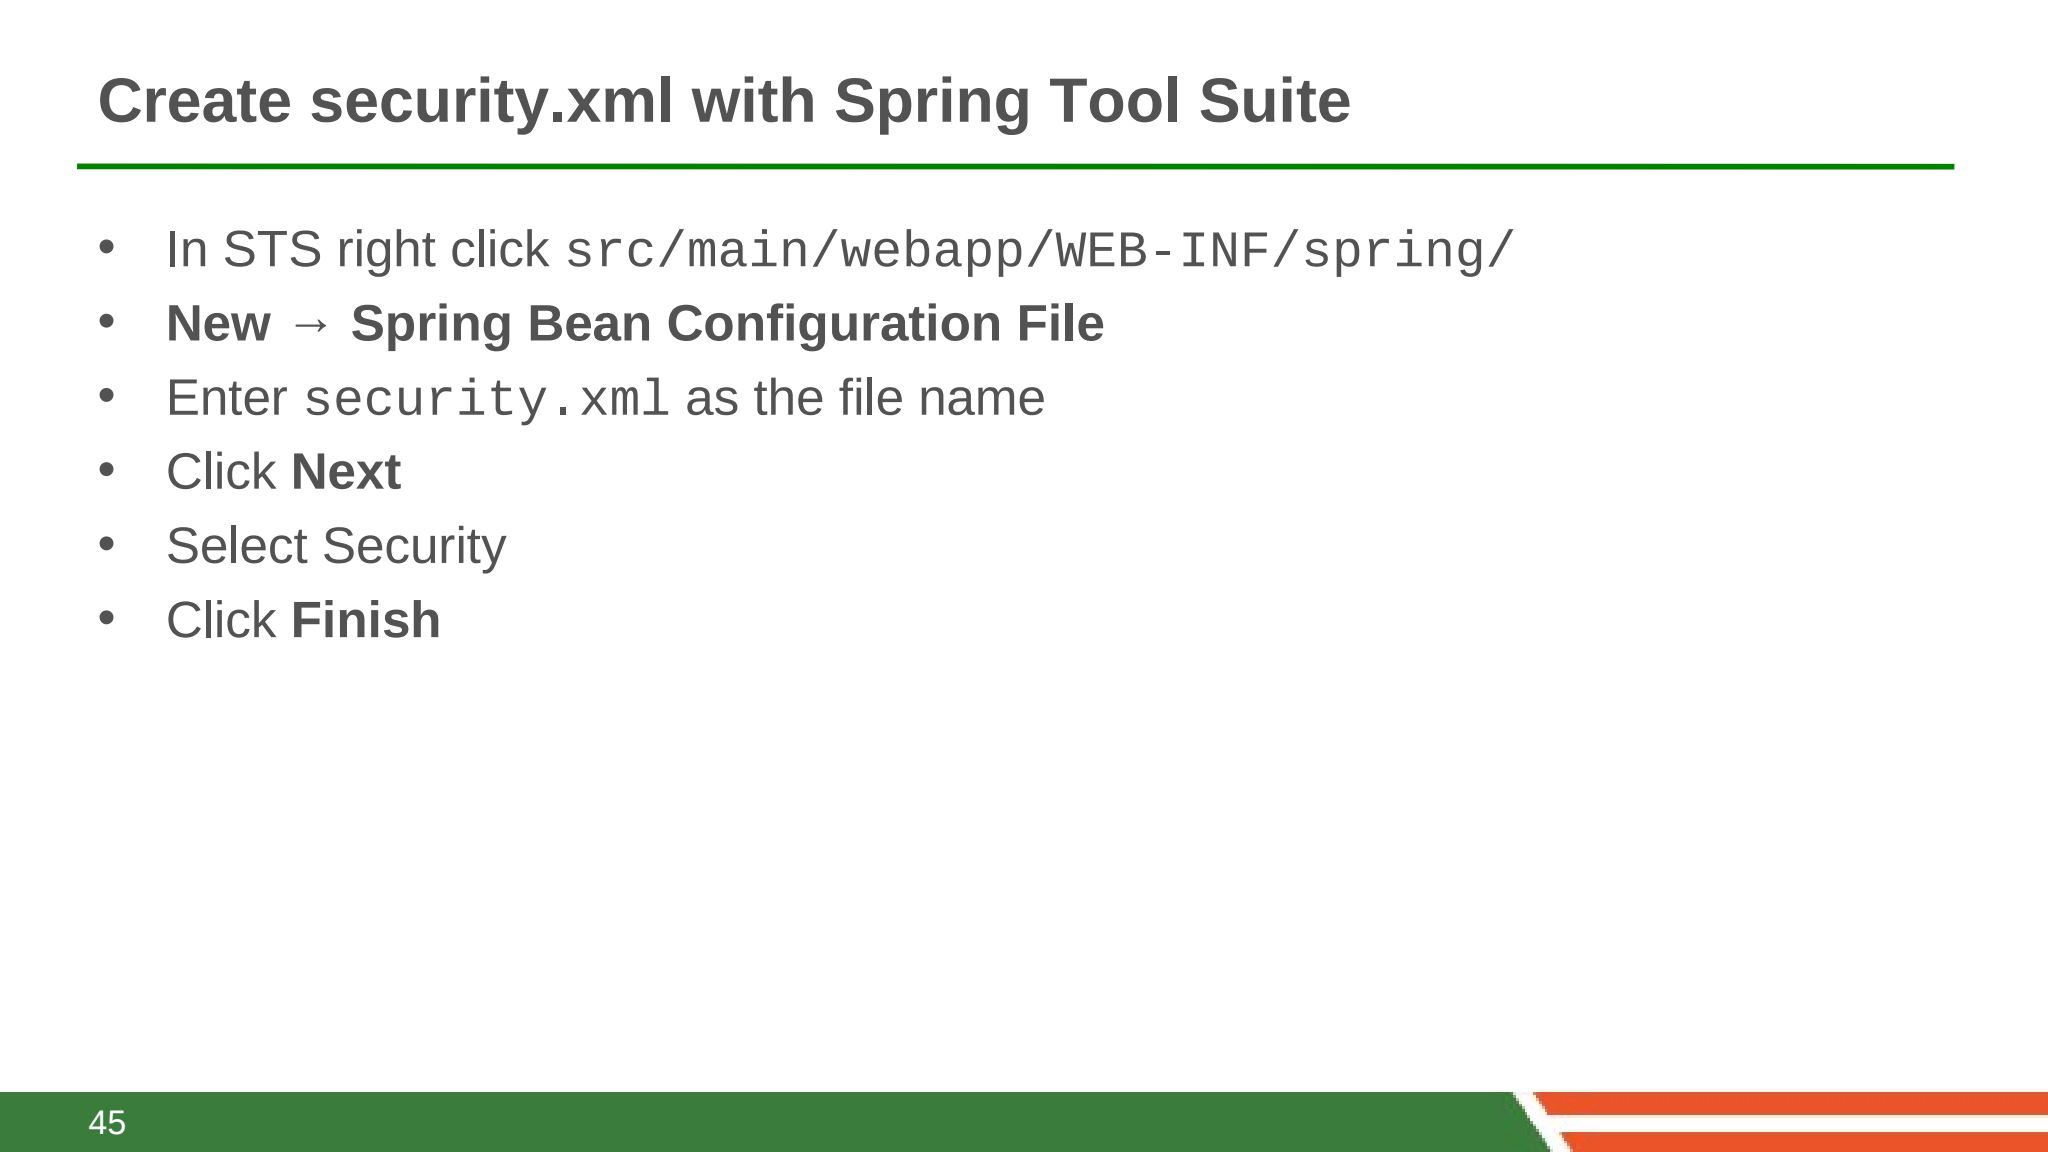 Create security.xml with Spring Tool Suite
• In STS right click src/main/webapp/WEB-INF/spring/
• New → Spring Bean Configuration File
• Enter security.xml as the file name
• Click Next
• Select Security
• Click Finish
45